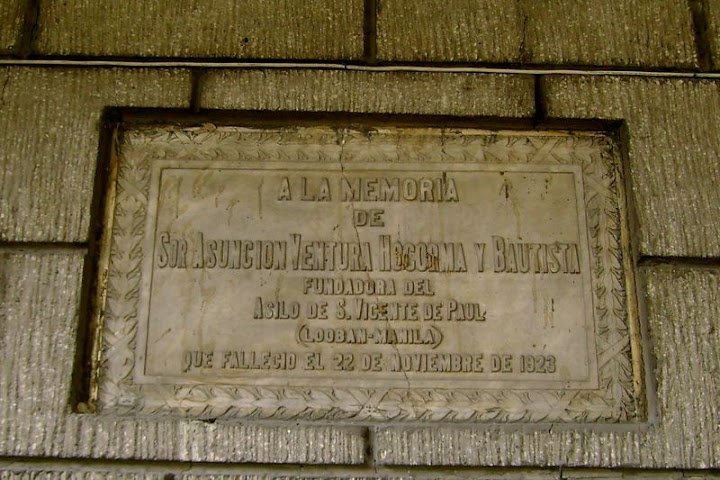 A LA MEMORIA
DE
SOR ASUNCION VENTURA HOCORMA Y BAUTISTA
FUNDADORA DEL
ASILO DE S. VICENTE DE PAUL
(LOOBAN-MANILA)
QUE FALLECIO EL 22 DE NOVIEMBRE DE 1923